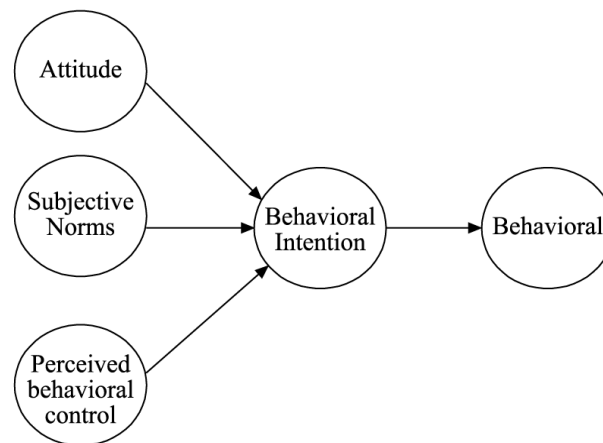 Attitude
Subjective
Norms
Perceived
behavioral
control
Behavioral
Intention
Behavioral